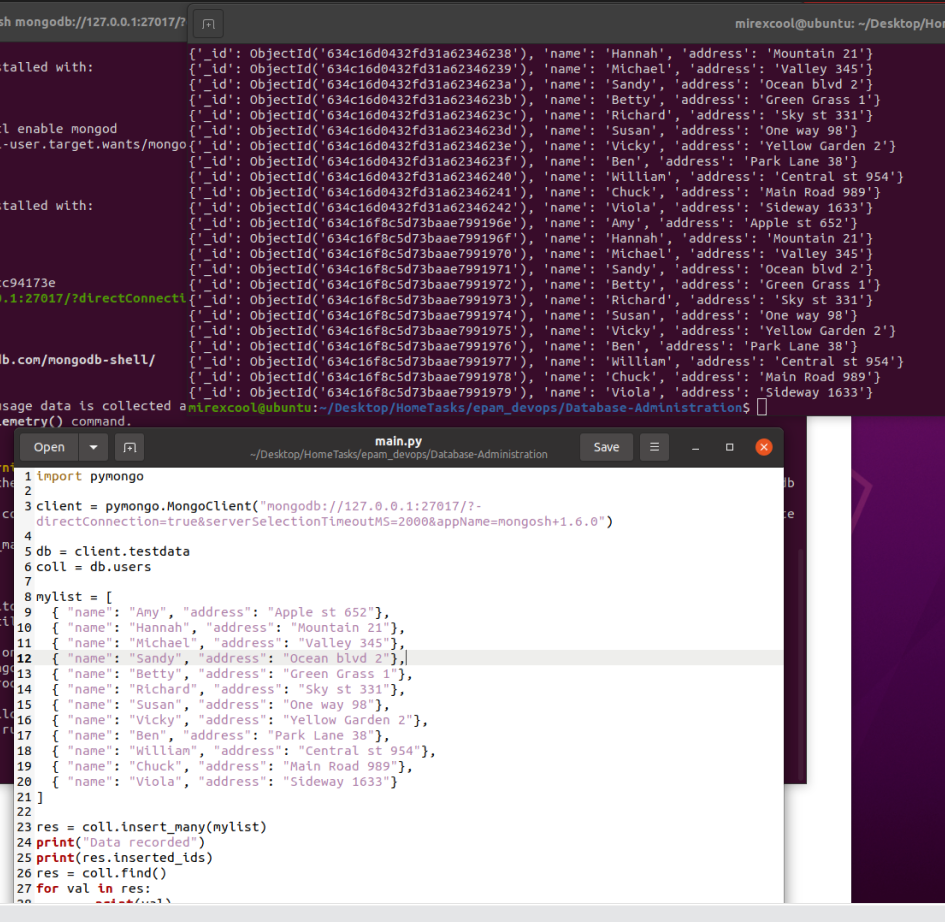 sh mongodb://127.0.0.1:27017/?
mirexcool@ubuntu: ~/Desktop/Hom
stalled with:
enable mongod
-user.target.wants/mongo
stalled with:
cc94173e
.1:27017/?directConnecti
db.com/mongodb-shell/
usage data is collected a
emetry() command.
{'_id': ObjectId('634c16d0432fd31a62346238'), 'name': 'Hannah', 'address': 'Mountain 21'}
{'_id': ObjectId('634c16d0432fd31a62346239'), 'name': 'Michael', 'address': 'Valley 345'}
{'_id': ObjectId('634c16d0432fd31a6234623a'), 'name': 'Sandy', 'address': 'Ocean blvd 2'}
{'_id': ObjectId('634c16d0432fd31a6234623b'), 'name': 'Betty', 'address': 'Green Grass 1'}
{'_id': ObjectId('634c16d0432fd31a6234623c'), 'name': 'Richard', 'address': 'Sky st 331'}
{'_id': ObjectId('634c16d0432fd31a6234623d'), 'name': 'Susan', 'address': 'One way 98'}
{'_id': ObjectId('634c16d0432fd31a6234623e'), 'name': 'Vicky', 'address': 'Yellow Garden 2'}
{'_id': ObjectId('634c16d0432fd31a6234623f'), 'name': 'Ben', 'address': 'Park Lane 38'}
{'_id': ObjectId('634c16d0432fd31a62346240'), 'name': 'William', 'address': 'Central st 954'}
{'_id': ObjectId('634c16d0432fd31a62346241'), 'name': 'Chuck', 'address': 'Main Road 989'}
{'_id': ObjectId('634c16d0432fd31a62346242'), 'name': 'Viola', 'address': 'Sideway 1633'}
{'_id': ObjectId('634c16f8c5d73baae799196e'), 'name': 'Amy', 'address': 'Apple st 652'}
{'_id': ObjectId('634c16f8c5d73baae799196f'), 'name': 'Hannah', 'address': 'Mountain 21'}
{'_id': ObjectId('634c16f8c5d73baae7991970'), 'name': 'Michael', 'address': 'Valley 345'}
{'_id': ObjectId('634c16f8c5d73baae7991971'), 'name': 'Sandy', 'address': 'Ocean blvd 2'}
{'_id': ObjectId('634c16f8c5d73baae7991972'), 'name': 'Betty', 'address': 'Green Grass 1'}
{'_id': ObjectId('634c16f8c5d73baae7991973'), 'name': 'Richard', 'address': 'Sky st 331'}
{'_id': ObjectId('634c16f8c5d73baae7991974'), 'name': 'Susan', 'address': 'One way 98'}
{'_id': ObjectId('634c16f8c5d73baae7991975'), 'name': 'Vicky', 'address': 'Yellow Garden 2'}
{'_id': ObjectId('634c16f8c5d73baae7991976'), 'name': 'Ben', 'address': 'Park Lane 38'}
{'_id': ObjectId('634c16f8c5d73baae7991977'), 'name': 'William', 'address': 'Central st 954'}
{'_id': ObjectId('634c16f8c5d73baae7991978'), 'name': 'Chuck', 'address': 'Main Road 989'}
{'_id': ObjectId('634c16f8c5d73baae7991979'), 'name': 'Viola', 'address': 'Sideway 1633'}
mirexcool@ubuntu:~/Desktop/HomeTasks/epam_devops/Database-Administration$
Open
main.py
~/Desktop/HomeTasks/epam_devops/Database-Administration
Save
1 import pymongo
2
3 client = pymongo.MongoClient("mongodb://127.0.0.1:27017/?-
directConnection=true&serverSelectionTimeoutMS=2000&appName=mongosh+1.6.0")
4
5 db = client.testdata
6 coll = db.users
7
8 mylist = [
9 { "name": "Amy", "address": "Apple st 652"},
10 { "name": "Hannah", "address": "Mountain 21"},
11 { "name": "Michael", "address": "Valley 345"},
12 { "name": "Sandy", "address": "Ocean blvd 2"},
13 { "name": "Betty", "address": "Green Grass 1"},
14 { "name": "Richard", "address": "Sky st 331"},
15 { "name": "Susan", "address": "One way 98"},
16 { "name": "Vicky", "address": "Yellow Garden 2"},
17 { "name": "Ben", "address": "Park Lane 38"},
18 { "name": "William", "address": "Central st 954"},
19 { "name": "Chuck", "address": "Main Road 989"},
20 { "name": "Viola", "address": "Sideway 1633"}
21 ]
22
23 res = coll.insert_many(mylist)
24 print("Data recorded")
25 print(res.inserted_ids)
26 res = coll.find()
27 for val in res:
28 print(val)